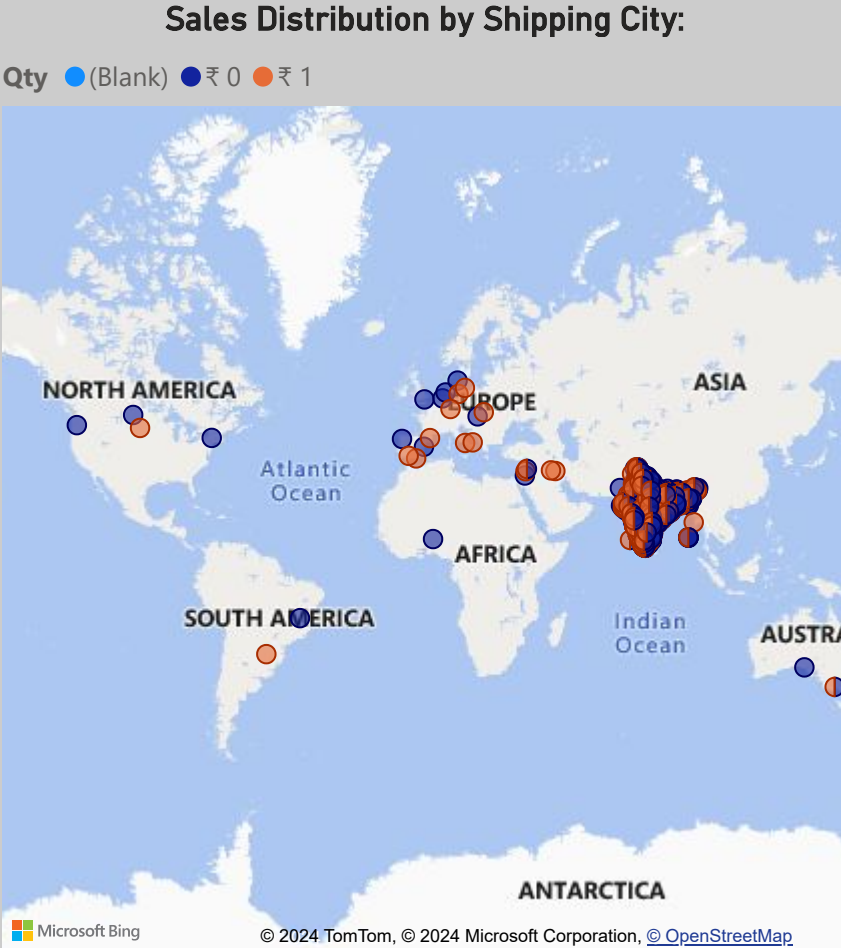 Sales Distribution by Shipping City:
Qty (Blank) ₹ 0 ₹ 1
NORTH AMERICA
EUROPE
ASIA
Atlantic
Ocean
AFRICA
SOUTH AMERICA
Indian
Ocean
AUSTRA
ANTARCTICA
Microsoft Bing
© 2024 TomTom, © 2024 Microsoft Corporation, © OpenStreetMap